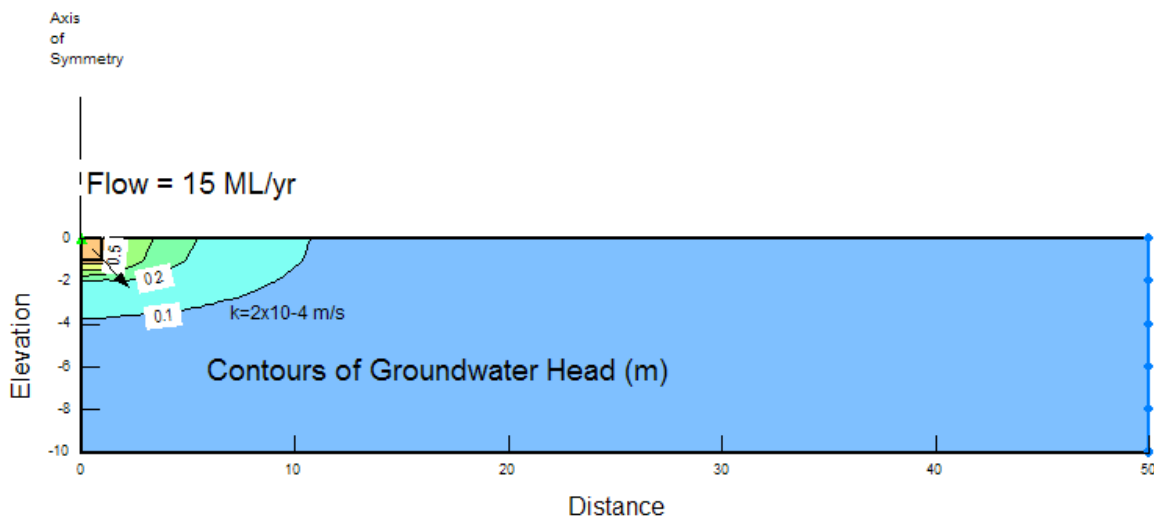 Axis
of
Symmetry
Flow = 15 ML/yr
0
-2
-4
-6
-8
-10
Elevation
0.5
0.2
0.1
k=2x10-4 m/s
Contours of Groundwater Head (m)
0
10
20
30
40
50
Distance